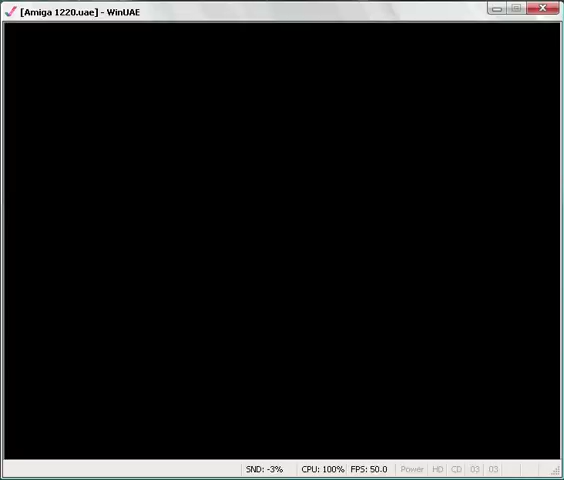 [Amiga 1220.uae] - WinUAE
SND: -3% CPU: 100% FPS: 50.0 Power HD CD 03 03